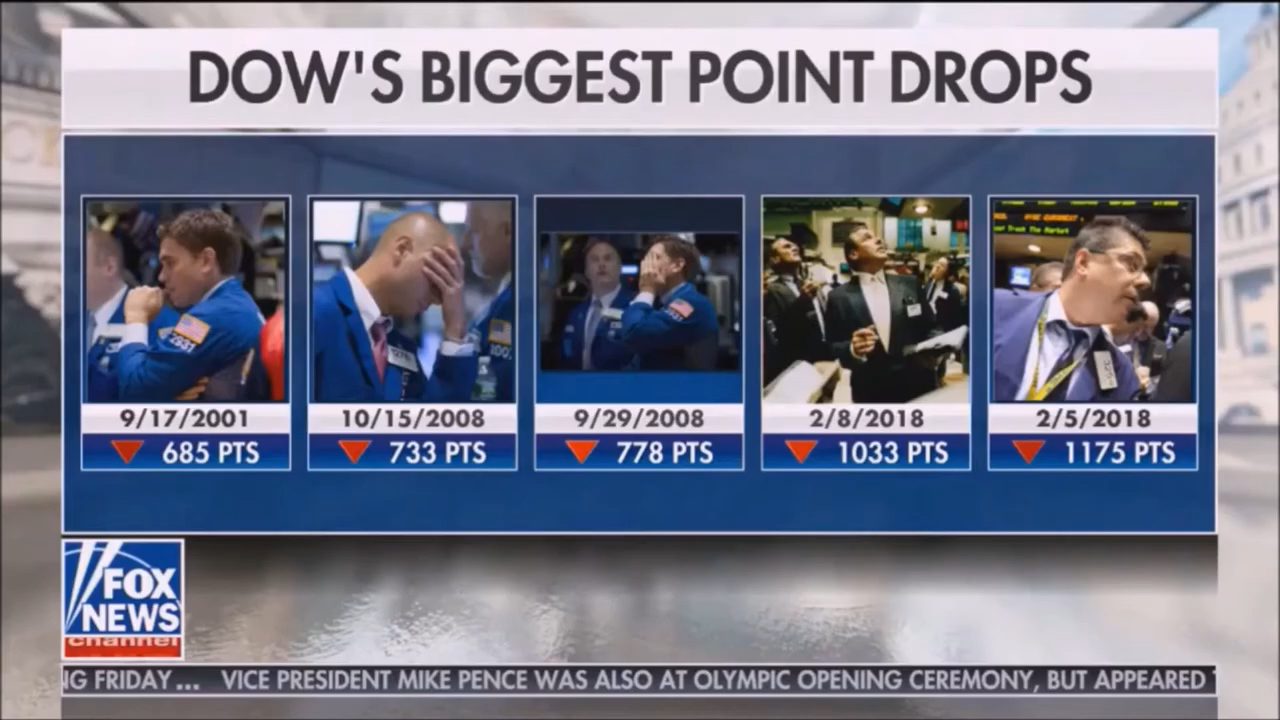 DOW'S BIGGEST POINT DROPS
9/17/2001
685 PTS
10/15/2008
733 PTS
9/29/2008
778 PTS
2/8/2018
1033 PTS
2/5/2018
1175 PTS
FOX
NEWS
channel
NG FRIDAY... VICE PRESIDENT MIKE PENCE WAS ALSO AT OLYMPIC OPENING CEREMONY, BUT APPEARED